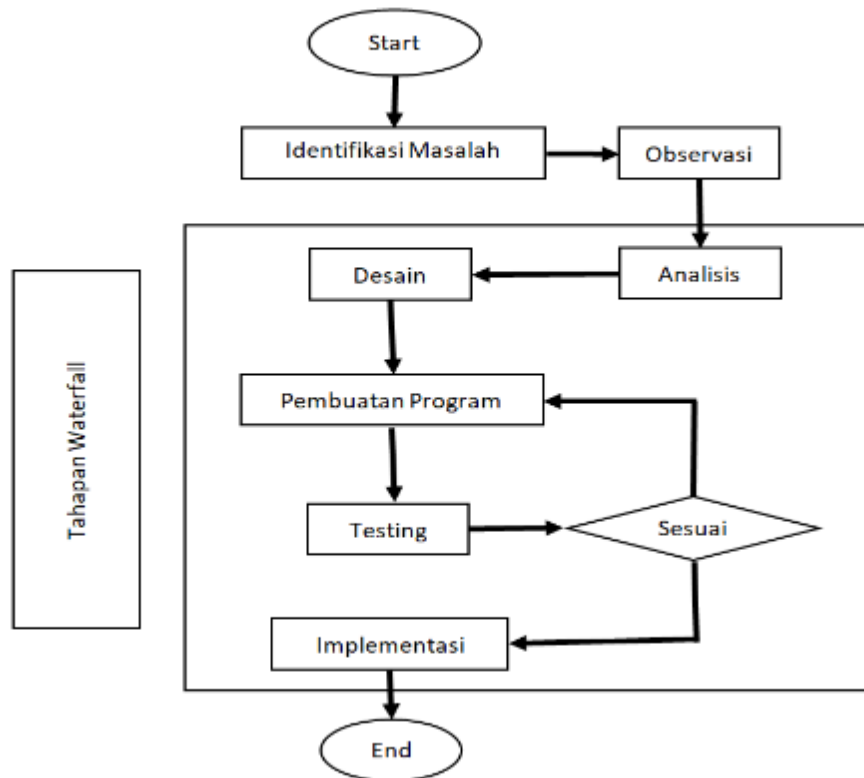 Start
Identifikasi Masalah
Observasi
Analisis
Desain
Tahapan Waterfall
Pembuatan Program
Testing
Sesuai
Implementasi
End